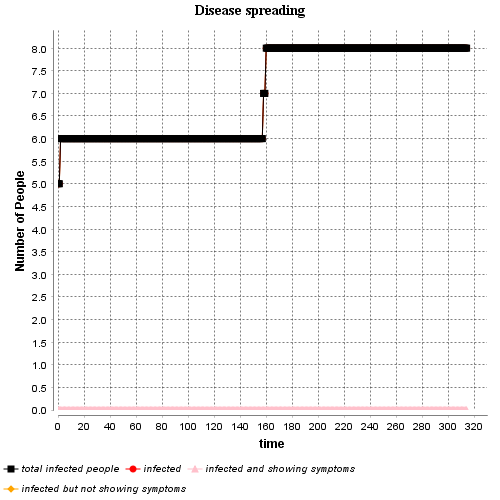 Disease spreading
8.0
7.5
7.0
6.5
6.0
5.5
5.0
4.5
4.0
3.5
3.0
2.5
2.0
1.5
1.0
0.5
0.0
Number of People
0 20 40 60 80 100 120 140 160 180 200 220 240 260 280 300 320
time
total infected people infected infected and showing symptoms
infected but not showing symptoms